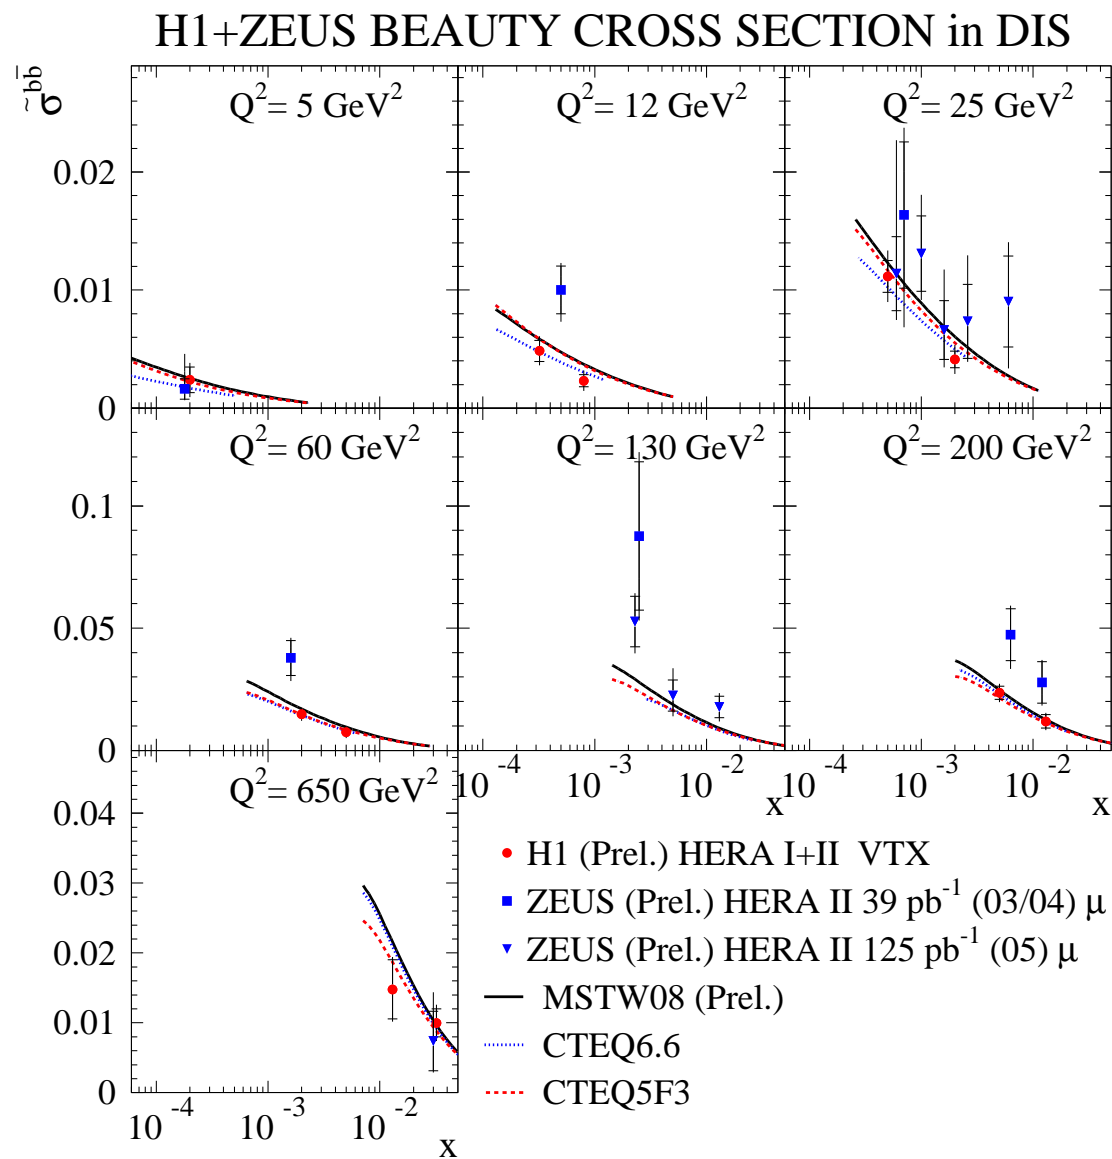 H1+ZEUS BEAUTY CROSS SECTION in DIS
σ̃ᵇᵇ̅
Q²= 5 GeV²
Q²= 12 GeV²
Q²= 25 GeV²
0.02
0.01
0
Q²= 60 GeV²
Q²= 130 GeV²
Q²= 200 GeV²
0.1
0.05
0
10⁻⁴ 10⁻³ 10⁻² x
10⁻⁴ 10⁻³ 10⁻² x
Q²= 650 GeV²
0.04
0.03
0.02
0.01
0
10⁻⁴ 10⁻³ 10⁻² x
H1 (Prel.) HERA I+II VTX
ZEUS (Prel.) HERA II 39 pb⁻¹ (03/04) μ
ZEUS (Prel.) HERA II 125 pb⁻¹ (05) μ
MSTW08 (Prel.)
CTEQ6.6
CTEQ5F3